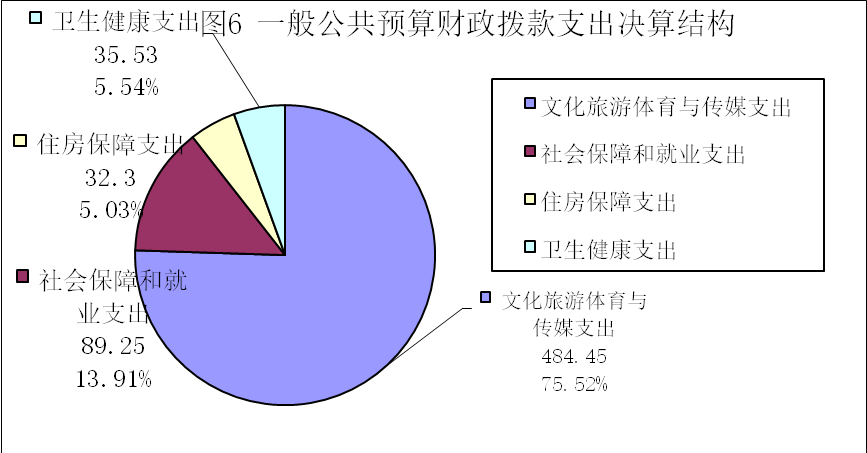 图6 一般公共预算财政拨款支出决算结构
卫生健康支出
35.53
5.54%
住房保障支出
32.3
5.03%
社会保障和就
业支出
89.25
13.91%
文化旅游体育与传媒支出
社会保障和就业支出
住房保障支出
卫生健康支出
文化旅游体育与
传媒支出
484.45
75.52%